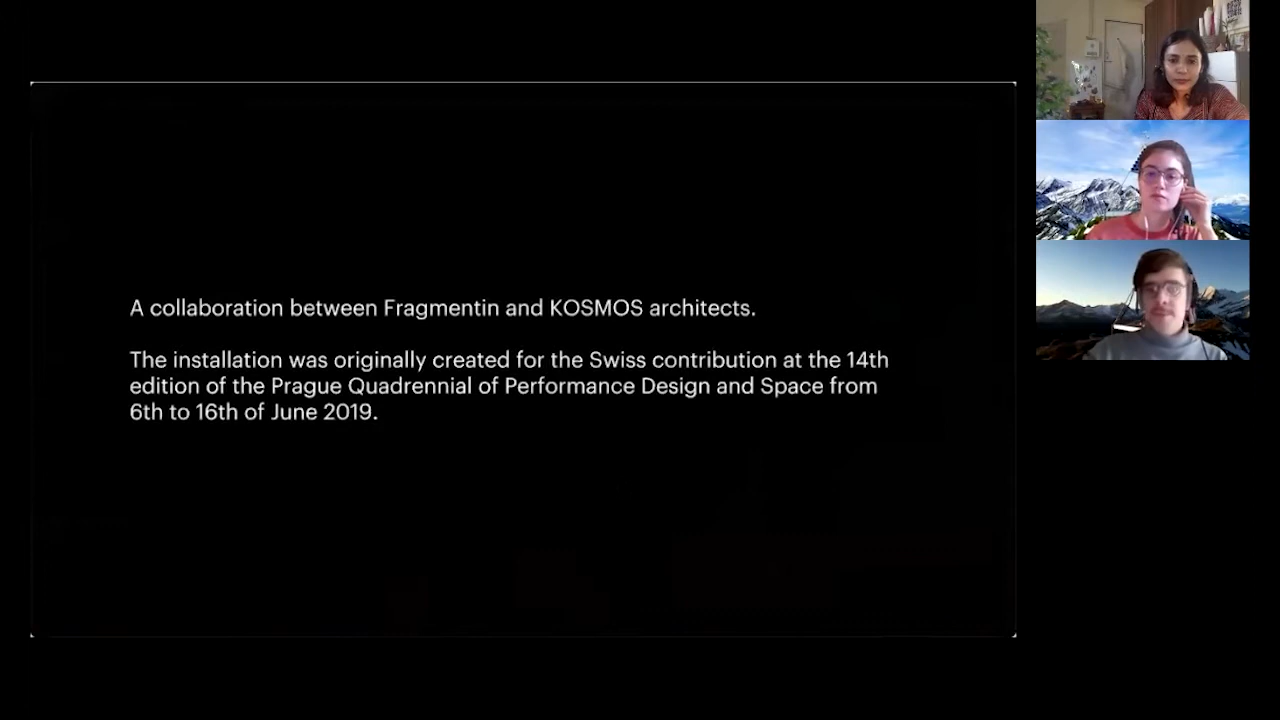 A collaboration between Fragmentin and KOSMOS architects.
The installation was originally created for the Swiss contribution at the 14th
edition of the Prague Quadrennial of Performance Design and Space from
6th to 16th of June 2019.